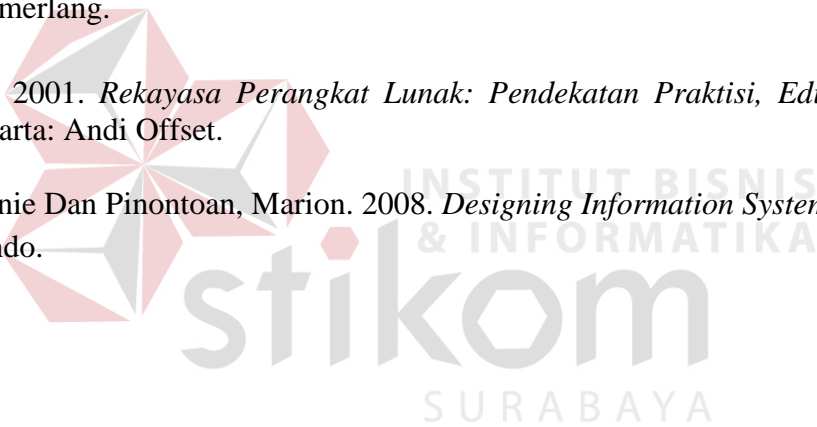 merlang.
2001. Rekayasa Perangkat Lunak: Pendekatan Praktisi, Edi
arta: Andi Offset.
INSTITUT BISNIS
nie Dan Pinontoan, Marion. 2008. Designing Information System
& INFORMATIKA
ndo.
stikom
SURABAYA